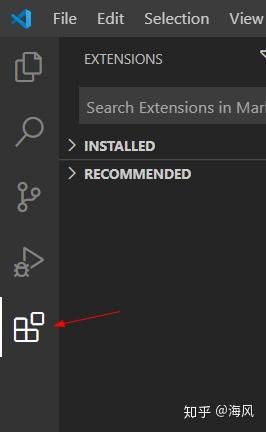 File Edit Selection View
EXTENSIONS
Search Extensions in Mar
INSTALLED
RECOMMENDED
知乎 @海风